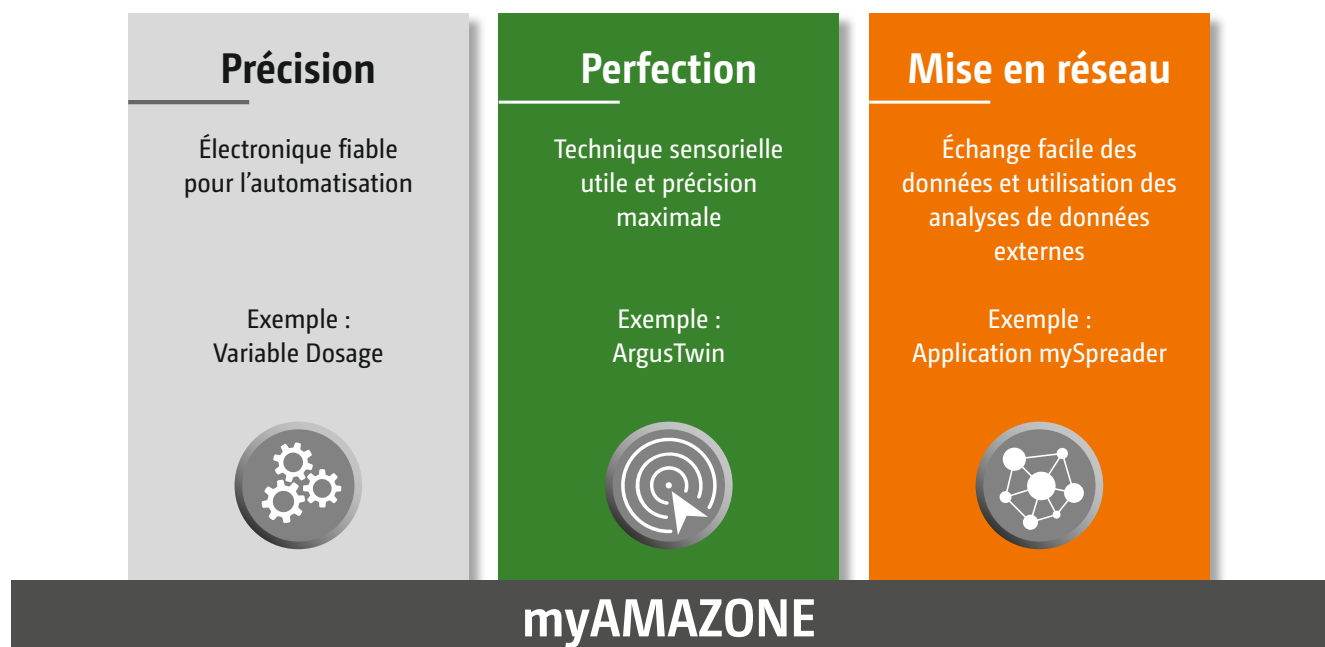 Précision
Électronique fiable
pour l’automatisation
Exemple :
Variable Dosage
Perfection
Technique sensorielle
utile et précision
maximale
Exemple :
ArgusTwin
Mise en réseau
Échange facile des
données et utilisation des
analyses de données
externes
Exemple :
Application mySpreader
myAMAZONE